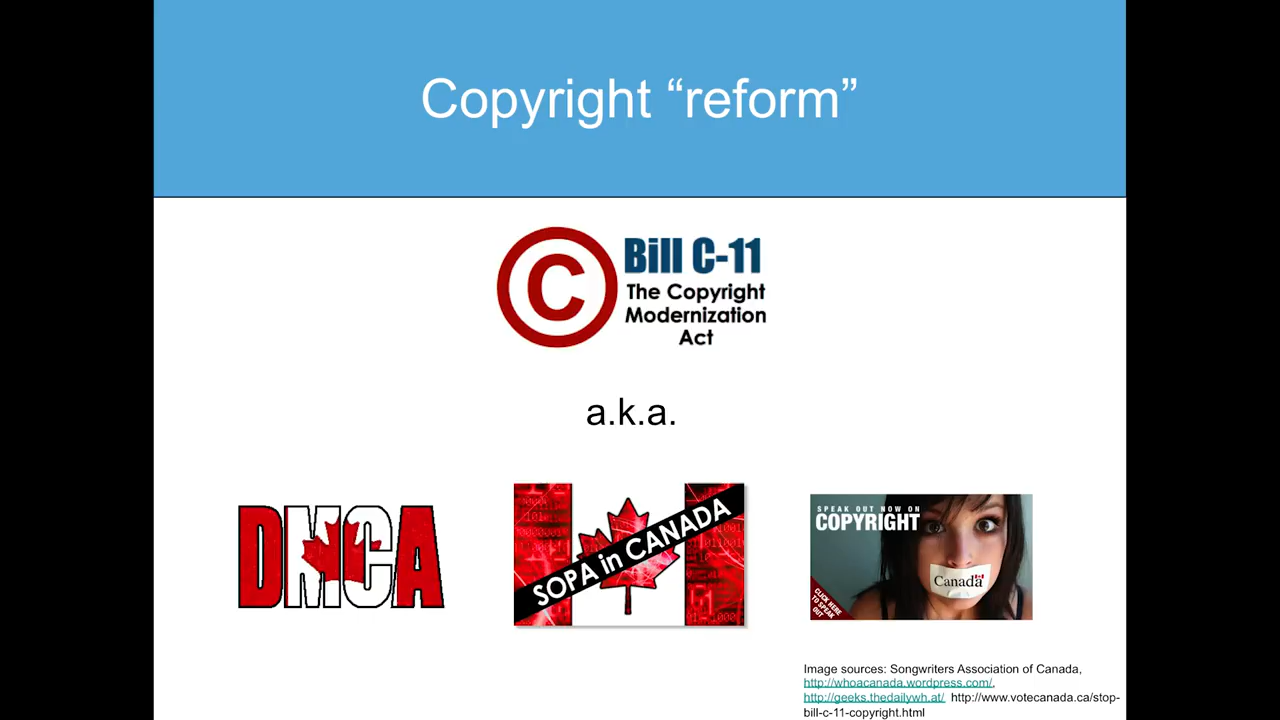 Copyright “reform”
C
Bill C-11
The Copyright
Modernization
Act
a.k.a.
DMCA
SOPA in CANADA
SPEAK OUT NOW ON
COPYRIGHT
Canada
CLICK HERE
TO SPEAK
OUT
Image sources: Songwriters Association of Canada,
http://whoacanada.wordpress.com/,
http://geeks.thedailywh.at/ http://www.votecanada.ca/stop-
bill-c-11-copyright.html